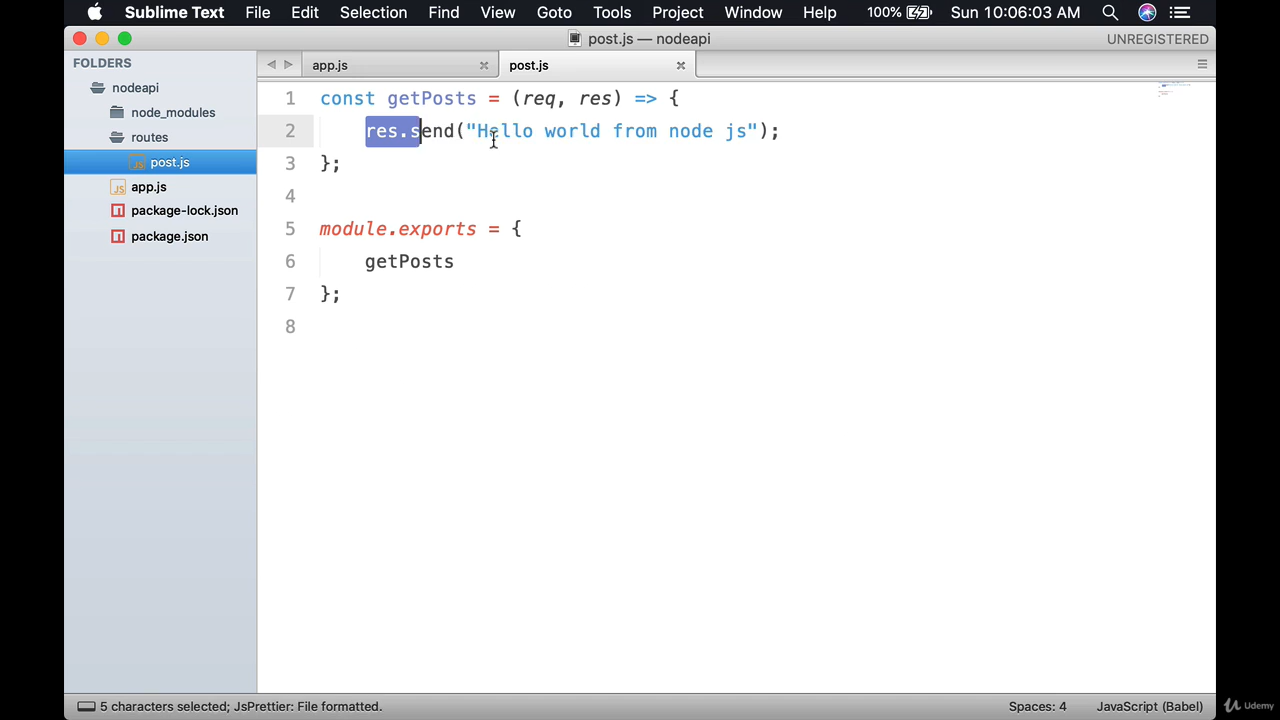 Sublime Text File Edit Selection Find View Goto Tools Project Window Help 100% Sun 10:06:03 AM
post.js — nodeapi UNREGISTERED
FOLDERS
nodeapi
node_modules
routes
post.js
app.js
package-lock.json
package.json
app.js post.js
1 const getPosts = (req, res) => {
2 res.send("Hello world from node js");
3 };
4
5 module.exports = {
6 getPosts
7 };
8
5 characters selected; JsPrettier: File formatted. Spaces: 4 JavaScript (Babel)
Udemy